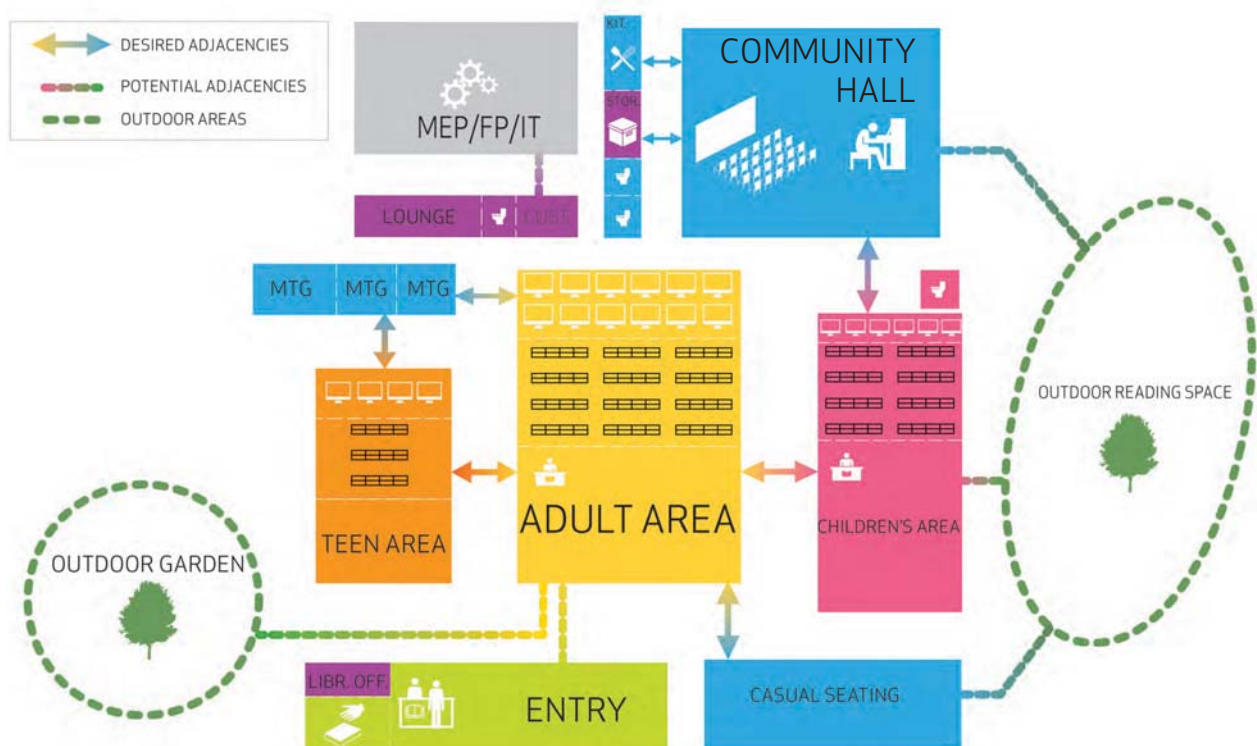 DESIRED ADJACENCIES
POTENTIAL ADJACENCIES
OUTDOOR AREAS
MEP/FP/IT
LOUNGE
CUST.
KIT.
STOR.
COMMUNITY
HALL
MTG
MTG
MTG
TEEN AREA
ADULT AREA
CHILDREN'S AREA
OUTDOOR READING SPACE
OUTDOOR GARDEN
LIBR. OFF.
ENTRY
CASUAL SEATING